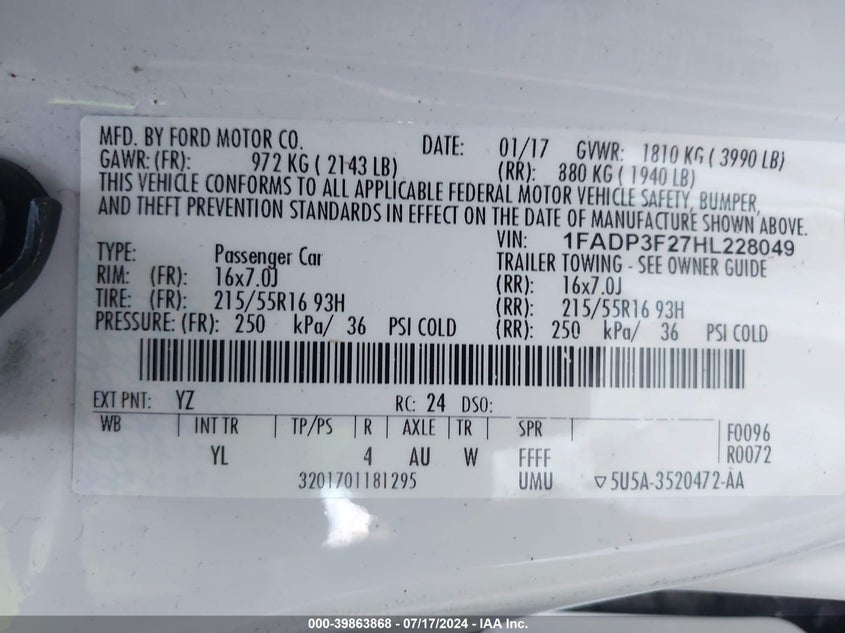 MFD. BY FORD MOTOR CO. DATE: 01/17 GVWR: 1810 KG ( 3990 LB)
GAWR: (FR): 972 KG ( 2143 LB) (RR): 880 KG ( 1940 LB)
THIS VEHICLE CONFORMS TO ALL APPLICABLE FEDERAL MOTOR VEHICLE SAFETY, BUMPER,
AND THEFT PREVENTION STANDARDS IN EFFECT ON THE DATE OF MANUFACTURE SHOWN ABOVE.
VIN: 1FADP3F27HL228049
TYPE: Passenger Car TRAILER TOWING - SEE OWNER GUIDE
RIM: (FR): 16x7.0J (RR): 16x7.0J
TIRE: (FR): 215/55R16 93H (RR): 215/55R16 93H
PRESSURE: (FR): 250 kPa/ 36 PSI COLD (RR): 250 kPa/ 36 PSI COLD
EXT PNT: YZ RC: 24 DSO:
WB INT TR TP/PS R AXLE TR SPR F0096
YL 4 AU W FFFF R0072
3201701181295 UMU ▽5U5A-3520472-AA
000-39863868 - 07/17/2024 - IAA Inc.